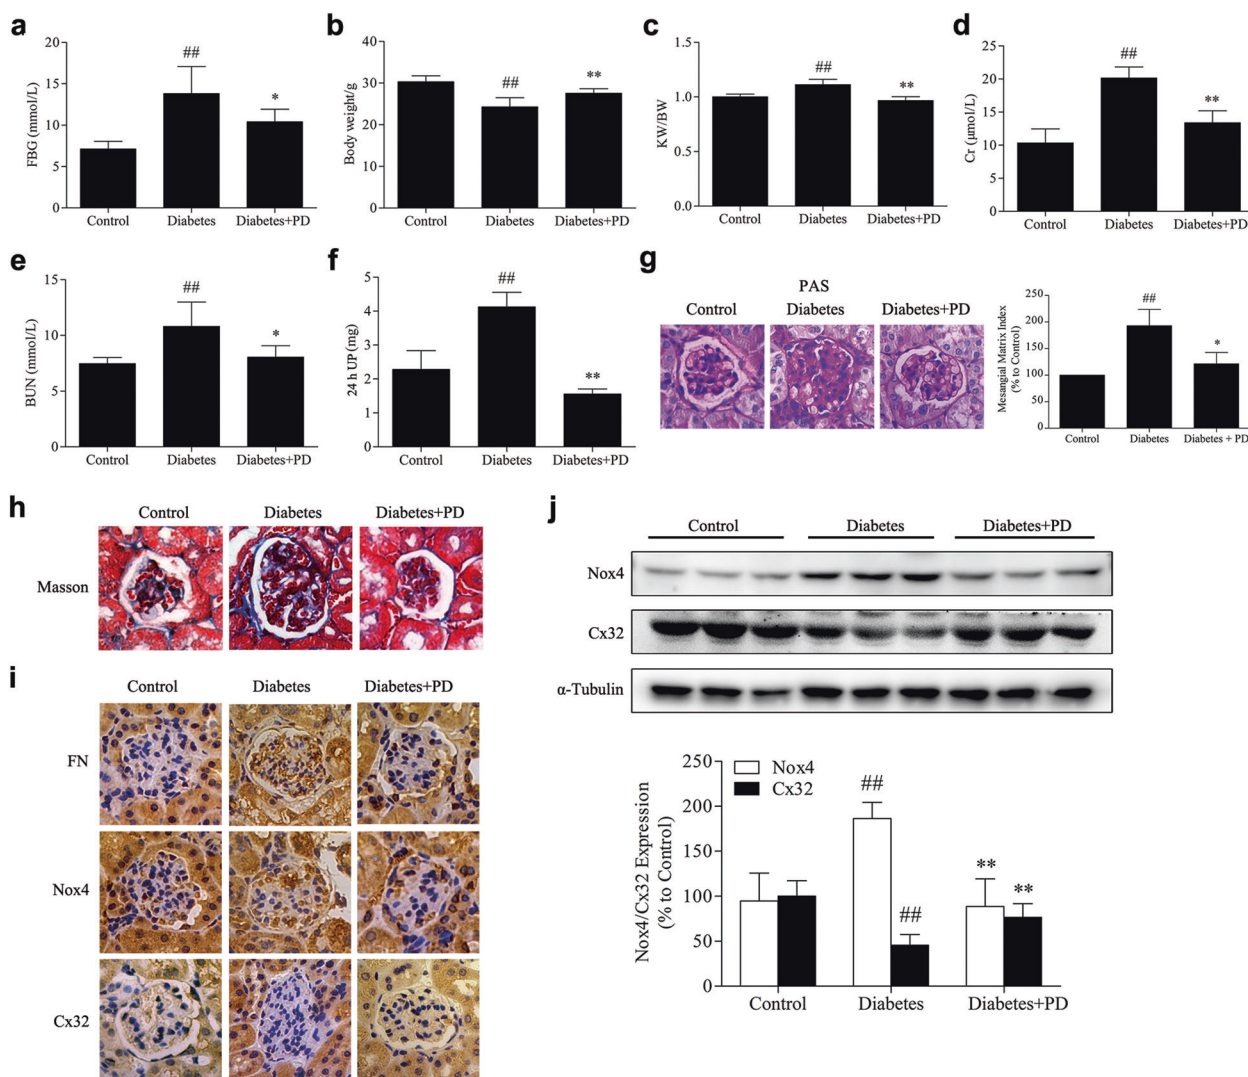 a
FBG (mmol/L)
20
15
10
5
0
##
*
Control Diabetes Diabetes+PD
b
Body weight/g
40
30
20
10
0
##
**
Control Diabetes Diabetes+PD
c
KW/BW
1.5
1.0
0.5
0.0
##
**
Control Diabetes Diabetes+PD
d
Cr (μmol/L)
25
20
15
10
5
0
##
**
Control Diabetes Diabetes+PD
e
BUN (mmol/L)
15
10
5
0
##
*
Control Diabetes Diabetes+PD
f
24 h UP (mg)
5
4
3
2
1
0
##
**
Control Diabetes Diabetes+PD
g
PAS
Control Diabetes Diabetes+PD
Mesangial Matrix Index
(% to Control)
250
200
150
100
50
0
##
*
Control Diabetes Diabetes + PD
h
Control Diabetes Diabetes+PD
Masson
i
Control Diabetes Diabetes+PD
FN
Nox4
Cx32
j
Control Diabetes Diabetes+PD
Nox4
Cx32
α-Tubulin
Nox4/Cx32 Expression
(% to Control)
250
200
150
100
50
0
Nox4
Cx32
##
##
**
**
Control Diabetes Diabetes+PD